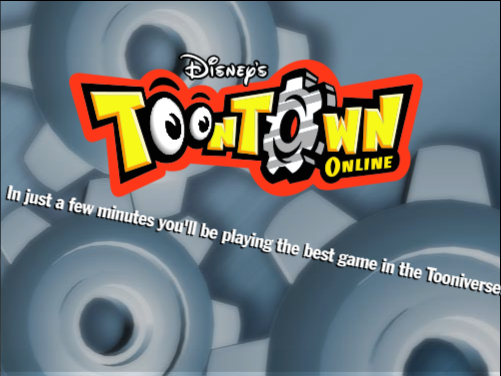 Disney's
Toontown
Online
In just a few minutes you'll be playing the best game in the Tooniverse